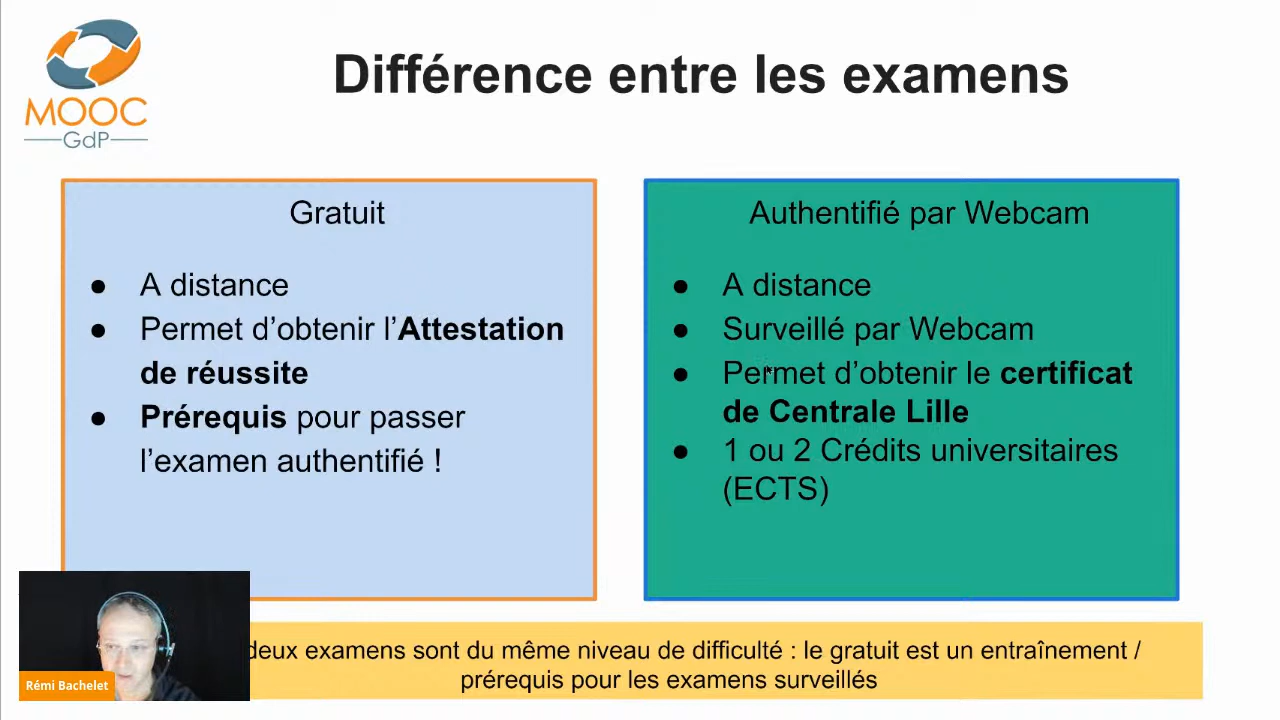 MOOC
GdP
Différence entre les examens
Gratuit
● A distance
● Permet d’obtenir l’Attestation
de réussite
● Prérequis pour passer
l’examen authentifié !
Authentifié par Webcam
● A distance
● Surveillé par Webcam
● Permet d’obtenir le certificat
de Centrale Lille
● 1 ou 2 Crédits universitaires
(ECTS)
deux examens sont du même niveau de difficulté : le gratuit est un entraînement /
prérequis pour les examens surveillés
Rémi Bachelet